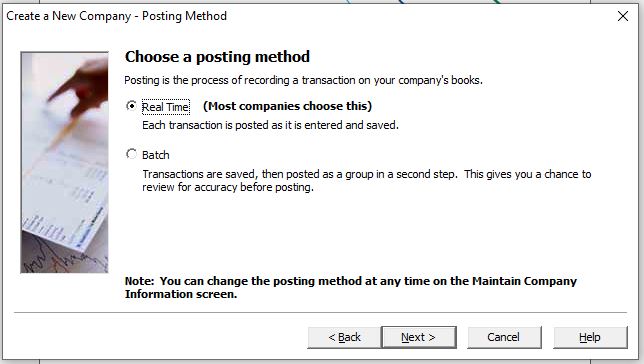 Create a New Company - Posting Method
Choose a posting method
Posting is the process of recording a transaction on your company's books.
Real Time (Most companies choose this)
Each transaction is posted as it is entered and saved.
Batch
Transactions are saved, then posted as a group in a second step. This gives you a chance to
review for accuracy before posting.
Note: You can change the posting method at any time on the Maintain Company
Information screen.
< Back Next > Cancel Help